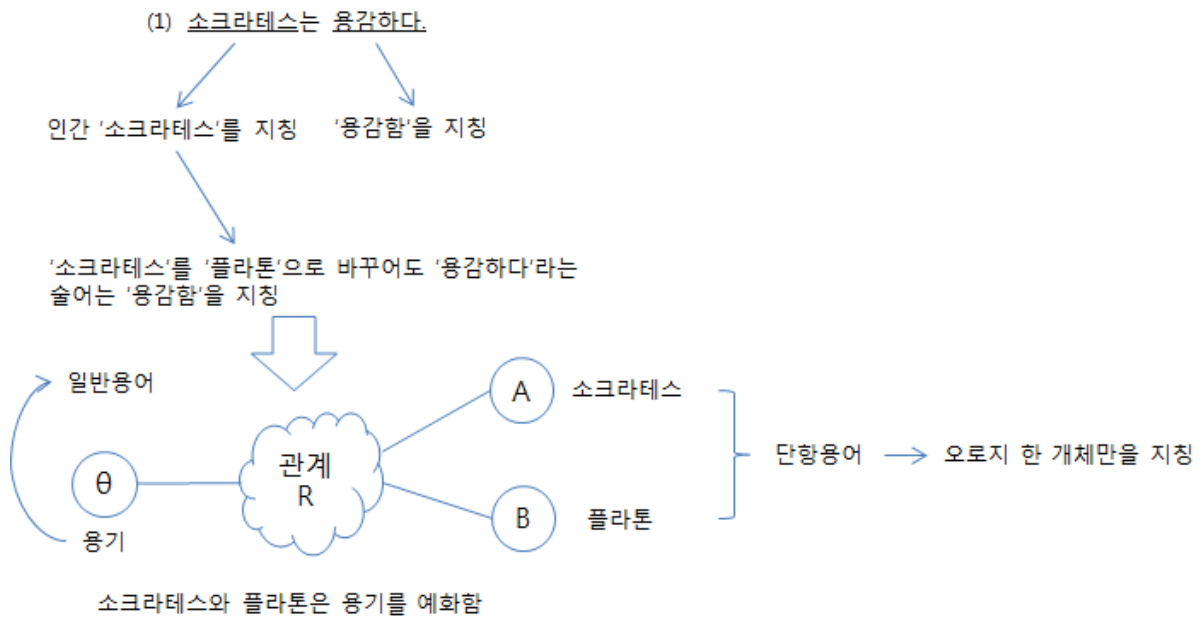 (1) 소크라테스는 용감하다.
인간 '소크라테스'를 지칭
'용감함'을 지칭
'소크라테스'를 '플라톤'으로 바꾸어도 '용감하다'라는
술어는 '용감함'을 지칭
일반용어
θ
용기
관계
R
A
소크라테스
B
플라톤
단항용어
오로지 한 개체만을 지칭
소크라테스와 플라톤은 용기를 예화함